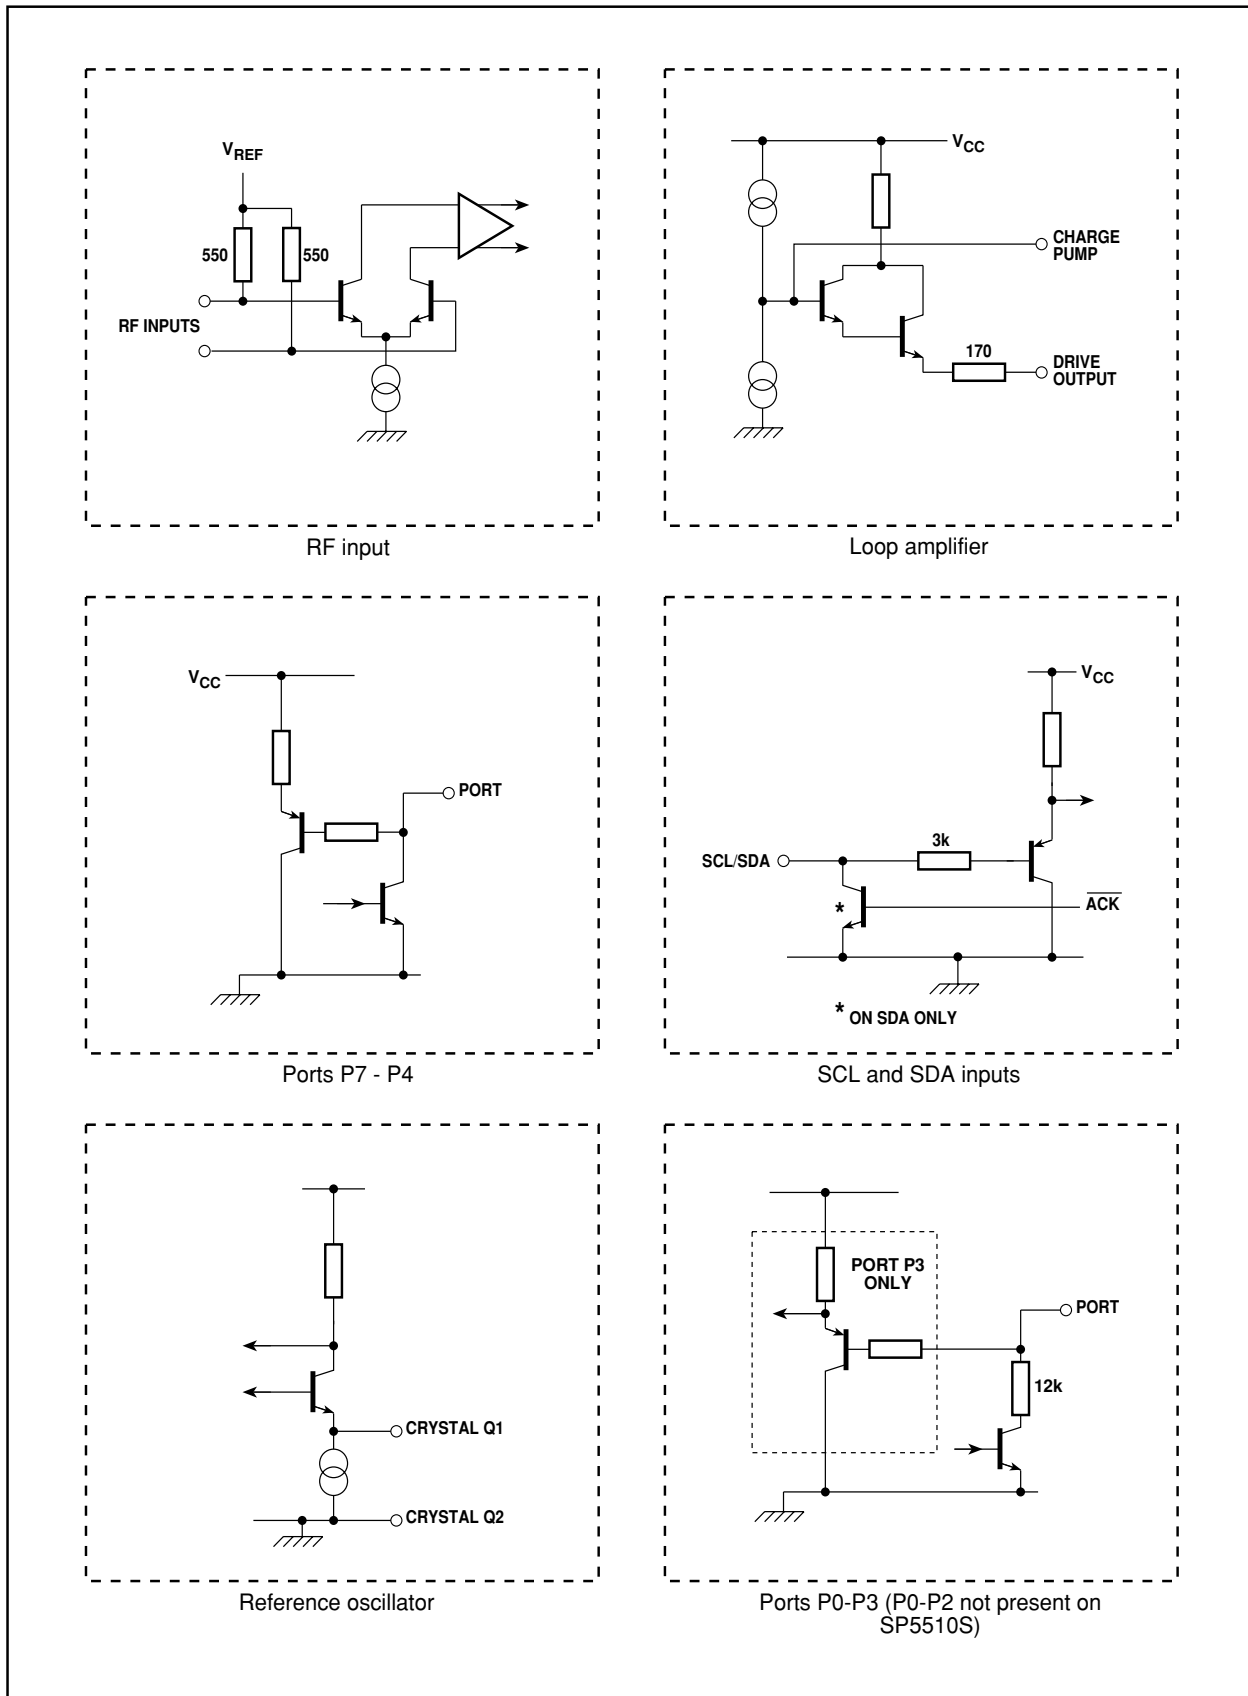 VREF
550
550
RF INPUTS
RF input
VCC
CHARGE
PUMP
170
DRIVE
OUTPUT
Loop amplifier
VCC
PORT
Ports P7 - P4
VCC
3k
SCL/SDA
*
ACK
* ON SDA ONLY
SCL and SDA inputs
CRYSTAL Q1
CRYSTAL Q2
Reference oscillator
PORT P3
ONLY
PORT
12k
Ports P0-P3 (P0-P2 not present on
SP5510S)